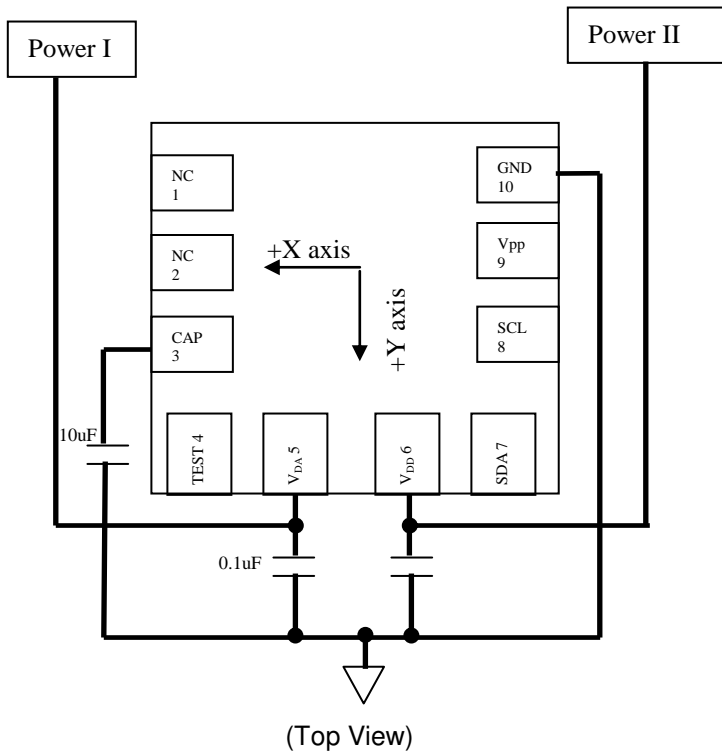 Power I
Power II
NC
1
GND
10
NC
2
+X axis
Vpp
9
+Y axis
CAP
3
SCL
8
10uF
TEST 4
VDA 5
VDD 6
SDA 7
0.1uF
(Top View)